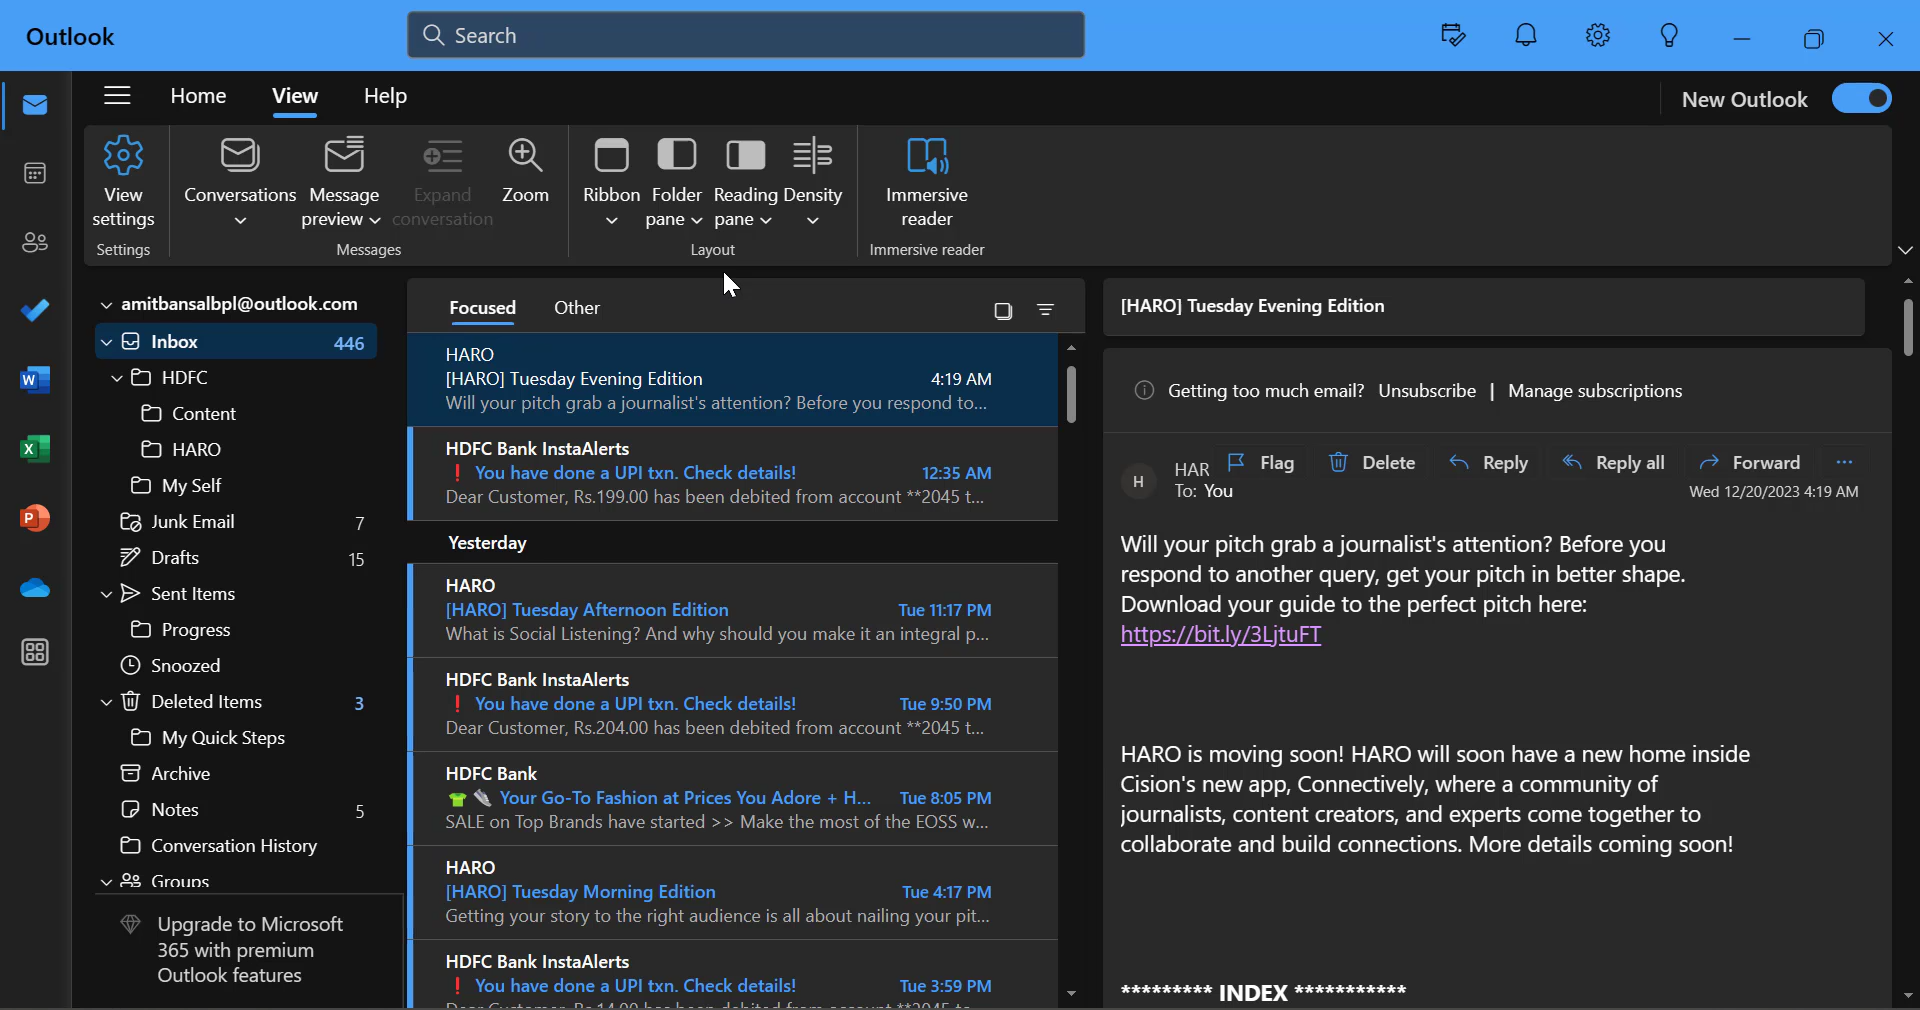 Outlook
Search
Home View Help
New Outlook
View settings
Conversations
Message preview
Expand conversation
Zoom
Ribbon
Folder pane
Reading pane
Density
Immersive reader
Settings
Messages
Layout
Immersive reader
amitbansalbpl@outlook.com
Inbox 446
HDFC
Content
HARO
My Self
Junk Email 7
Drafts 15
Sent Items
Progress
Snoozed
Deleted Items 3
My Quick Steps
Archive
Notes 5
Conversation History
Groups
Upgrade to Microsoft
365 with premium
Outlook features
Focused Other
HARO
[HARO] Tuesday Evening Edition 4:19 AM
Will your pitch grab a journalist's attention? Before you respond to...
HDFC Bank InstaAlerts
! You have done a UPI txn. Check details! 12:35 AM
Dear Customer, Rs.199.00 has been debited from account **2045 t...
Yesterday
HARO
[HARO] Tuesday Afternoon Edition Tue 11:17 PM
What is Social Listening? And why should you make it an integral p...
HDFC Bank InstaAlerts
! You have done a UPI txn. Check details! Tue 9:50 PM
Dear Customer, Rs.204.00 has been debited from account **2045 t...
HDFC Bank
Your Go-To Fashion at Prices You Adore + H... Tue 8:05 PM
SALE on Top Brands have started >> Make the most of the EOSS w...
HARO
[HARO] Tuesday Morning Edition Tue 4:17 PM
Getting your story to the right audience is all about nailing your pit...
HDFC Bank InstaAlerts
! You have done a UPI txn. Check details! Tue 3:59 PM
[HARO] Tuesday Evening Edition
Getting too much email? Unsubscribe | Manage subscriptions
H
HAR Flag Delete Reply Reply all Forward ...
To: You
Wed 12/20/2023 4:19 AM
Will your pitch grab a journalist's attention? Before you
respond to another query, get your pitch in better shape.
Download your guide to the perfect pitch here:
https://bit.ly/3LjtuFT
HARO is moving soon! HARO will soon have a new home inside
Cision's new app, Connectively, where a community of
journalists, content creators, and experts come together to
collaborate and build connections. More details coming soon!
********* INDEX ***********